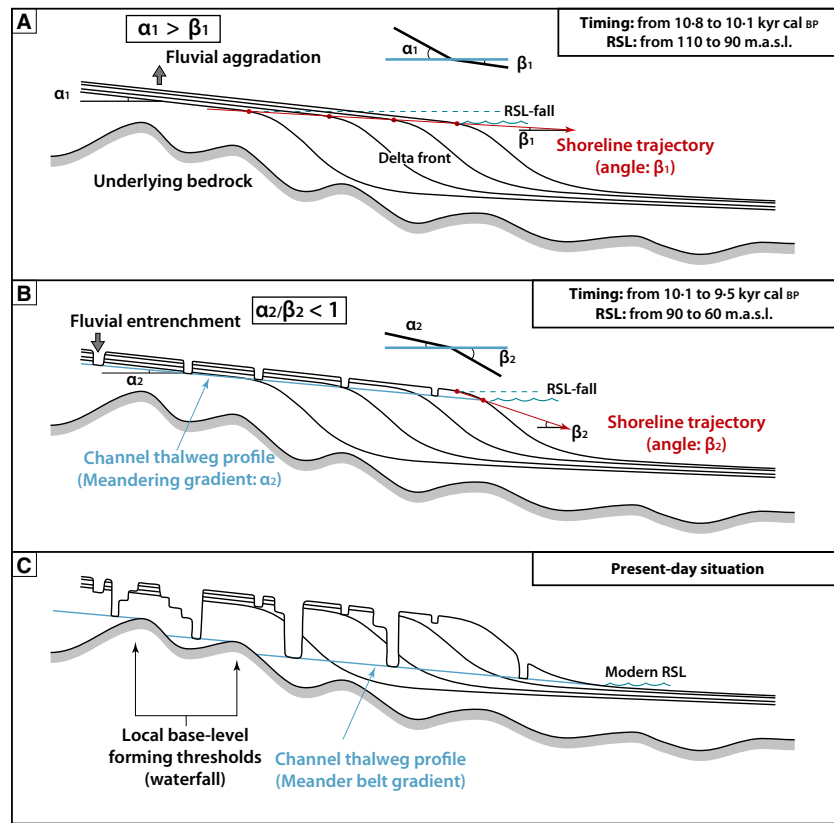 A
α1 > β1
Fluvial aggradation
α1
β1
Timing: from 10·8 to 10·1 kyr cal BP
RSL: from 110 to 90 m.a.s.l.
α1
RSL-fall
β1
Delta front
Shoreline trajectory
(angle: β1)
Underlying bedrock
B
α2/β2 < 1
Fluvial entrenchment
α2
β2
Timing: from 10·1 to 9·5 kyr cal BP
RSL: from 90 to 60 m.a.s.l.
α2
RSL-fall
β2
Shoreline trajectory
(angle: β2)
Channel thalweg profile
(Meandering gradient: α2)
C
Present-day situation
Modern RSL
Local base-level
forming thresholds
(waterfall)
Channel thalweg profile
(Meander belt gradient)